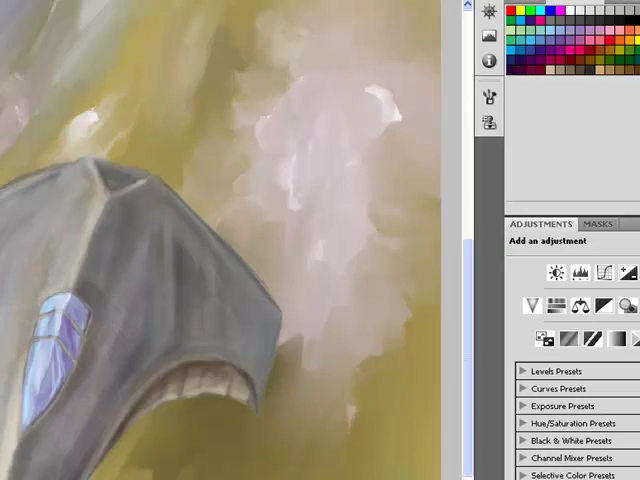 ADJUSTMENTS MASKS
Add an adjustment
Levels Presets
Curves Presets
Exposure Presets
Hue/Saturation Presets
Black & White Presets
Channel Mixer Presets
Selective Color Presets